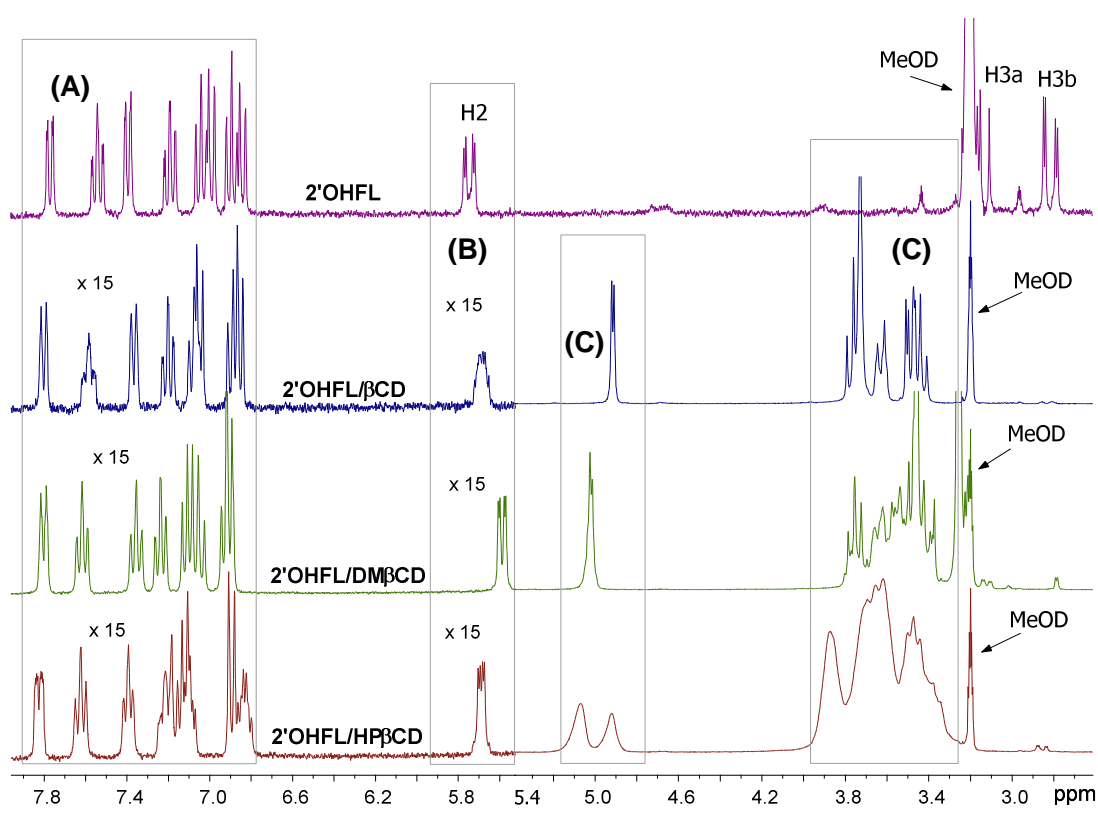 (A)
MeOD
H3a
H3b
H2
2'OHFL
(B)
(C)
x 15
x 15
MeOD
(C)
2'OHFL/βCD
x 15
x 15
MeOD
2'OHFL/DMβCD
x 15
x 15
MeOD
2'OHFL/HPβCD
7.8 7.4 7.0 6.6 6.2 5.8 5.4 5.0 4.6 4.2 3.8 3.4 3.0 ppm